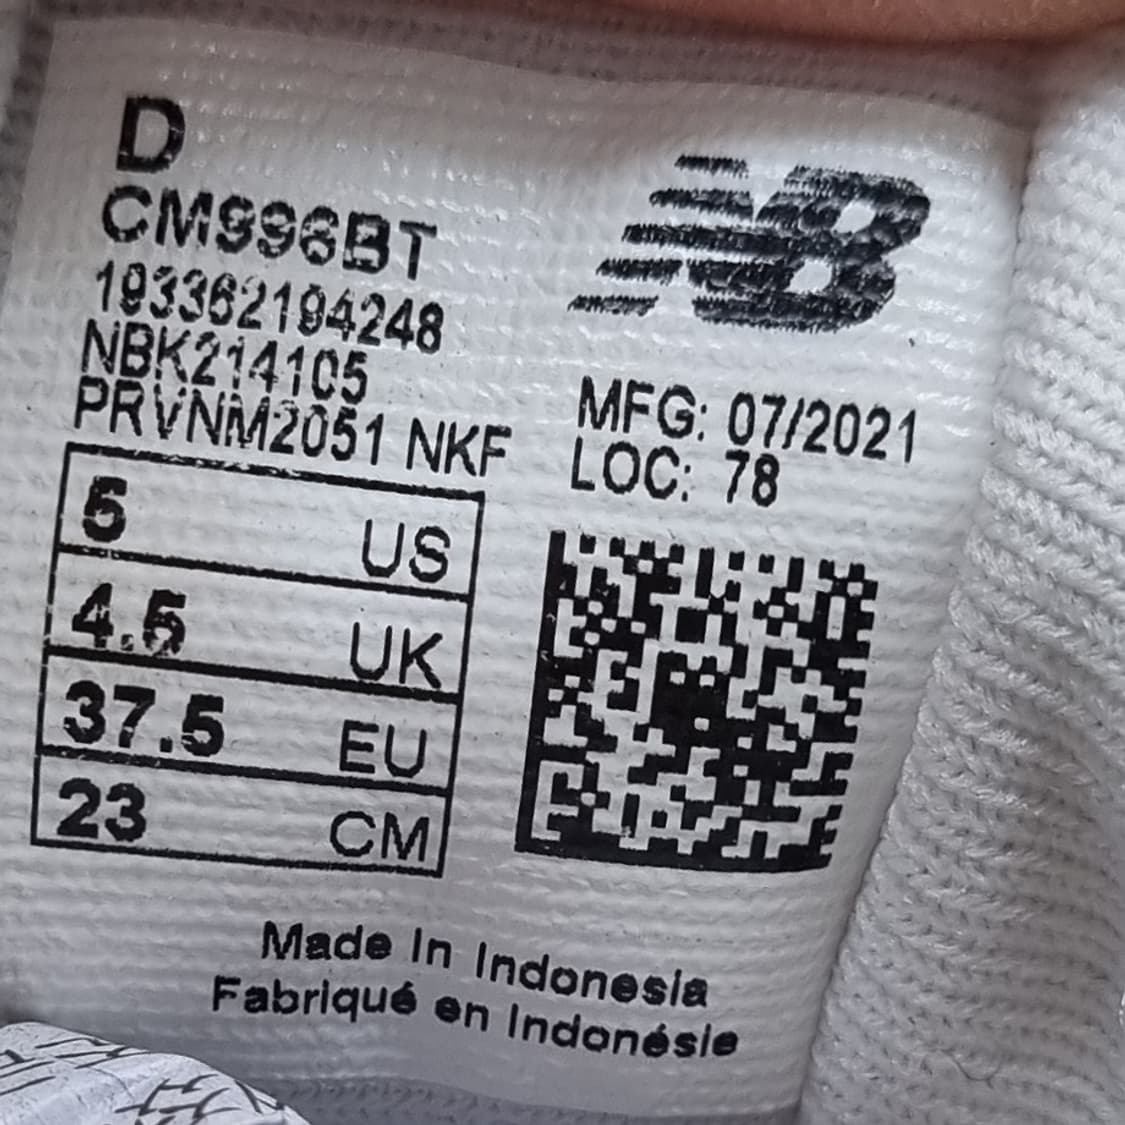 D
CM996BT
193362194248
NBK214105
PRVNM2051 NKF
NB
MFG: 07/2021
LOC: 78
5 US
4.5 UK
37.5 EU
23 CM
Made In Indonesia
Fabriqué en Indonésie